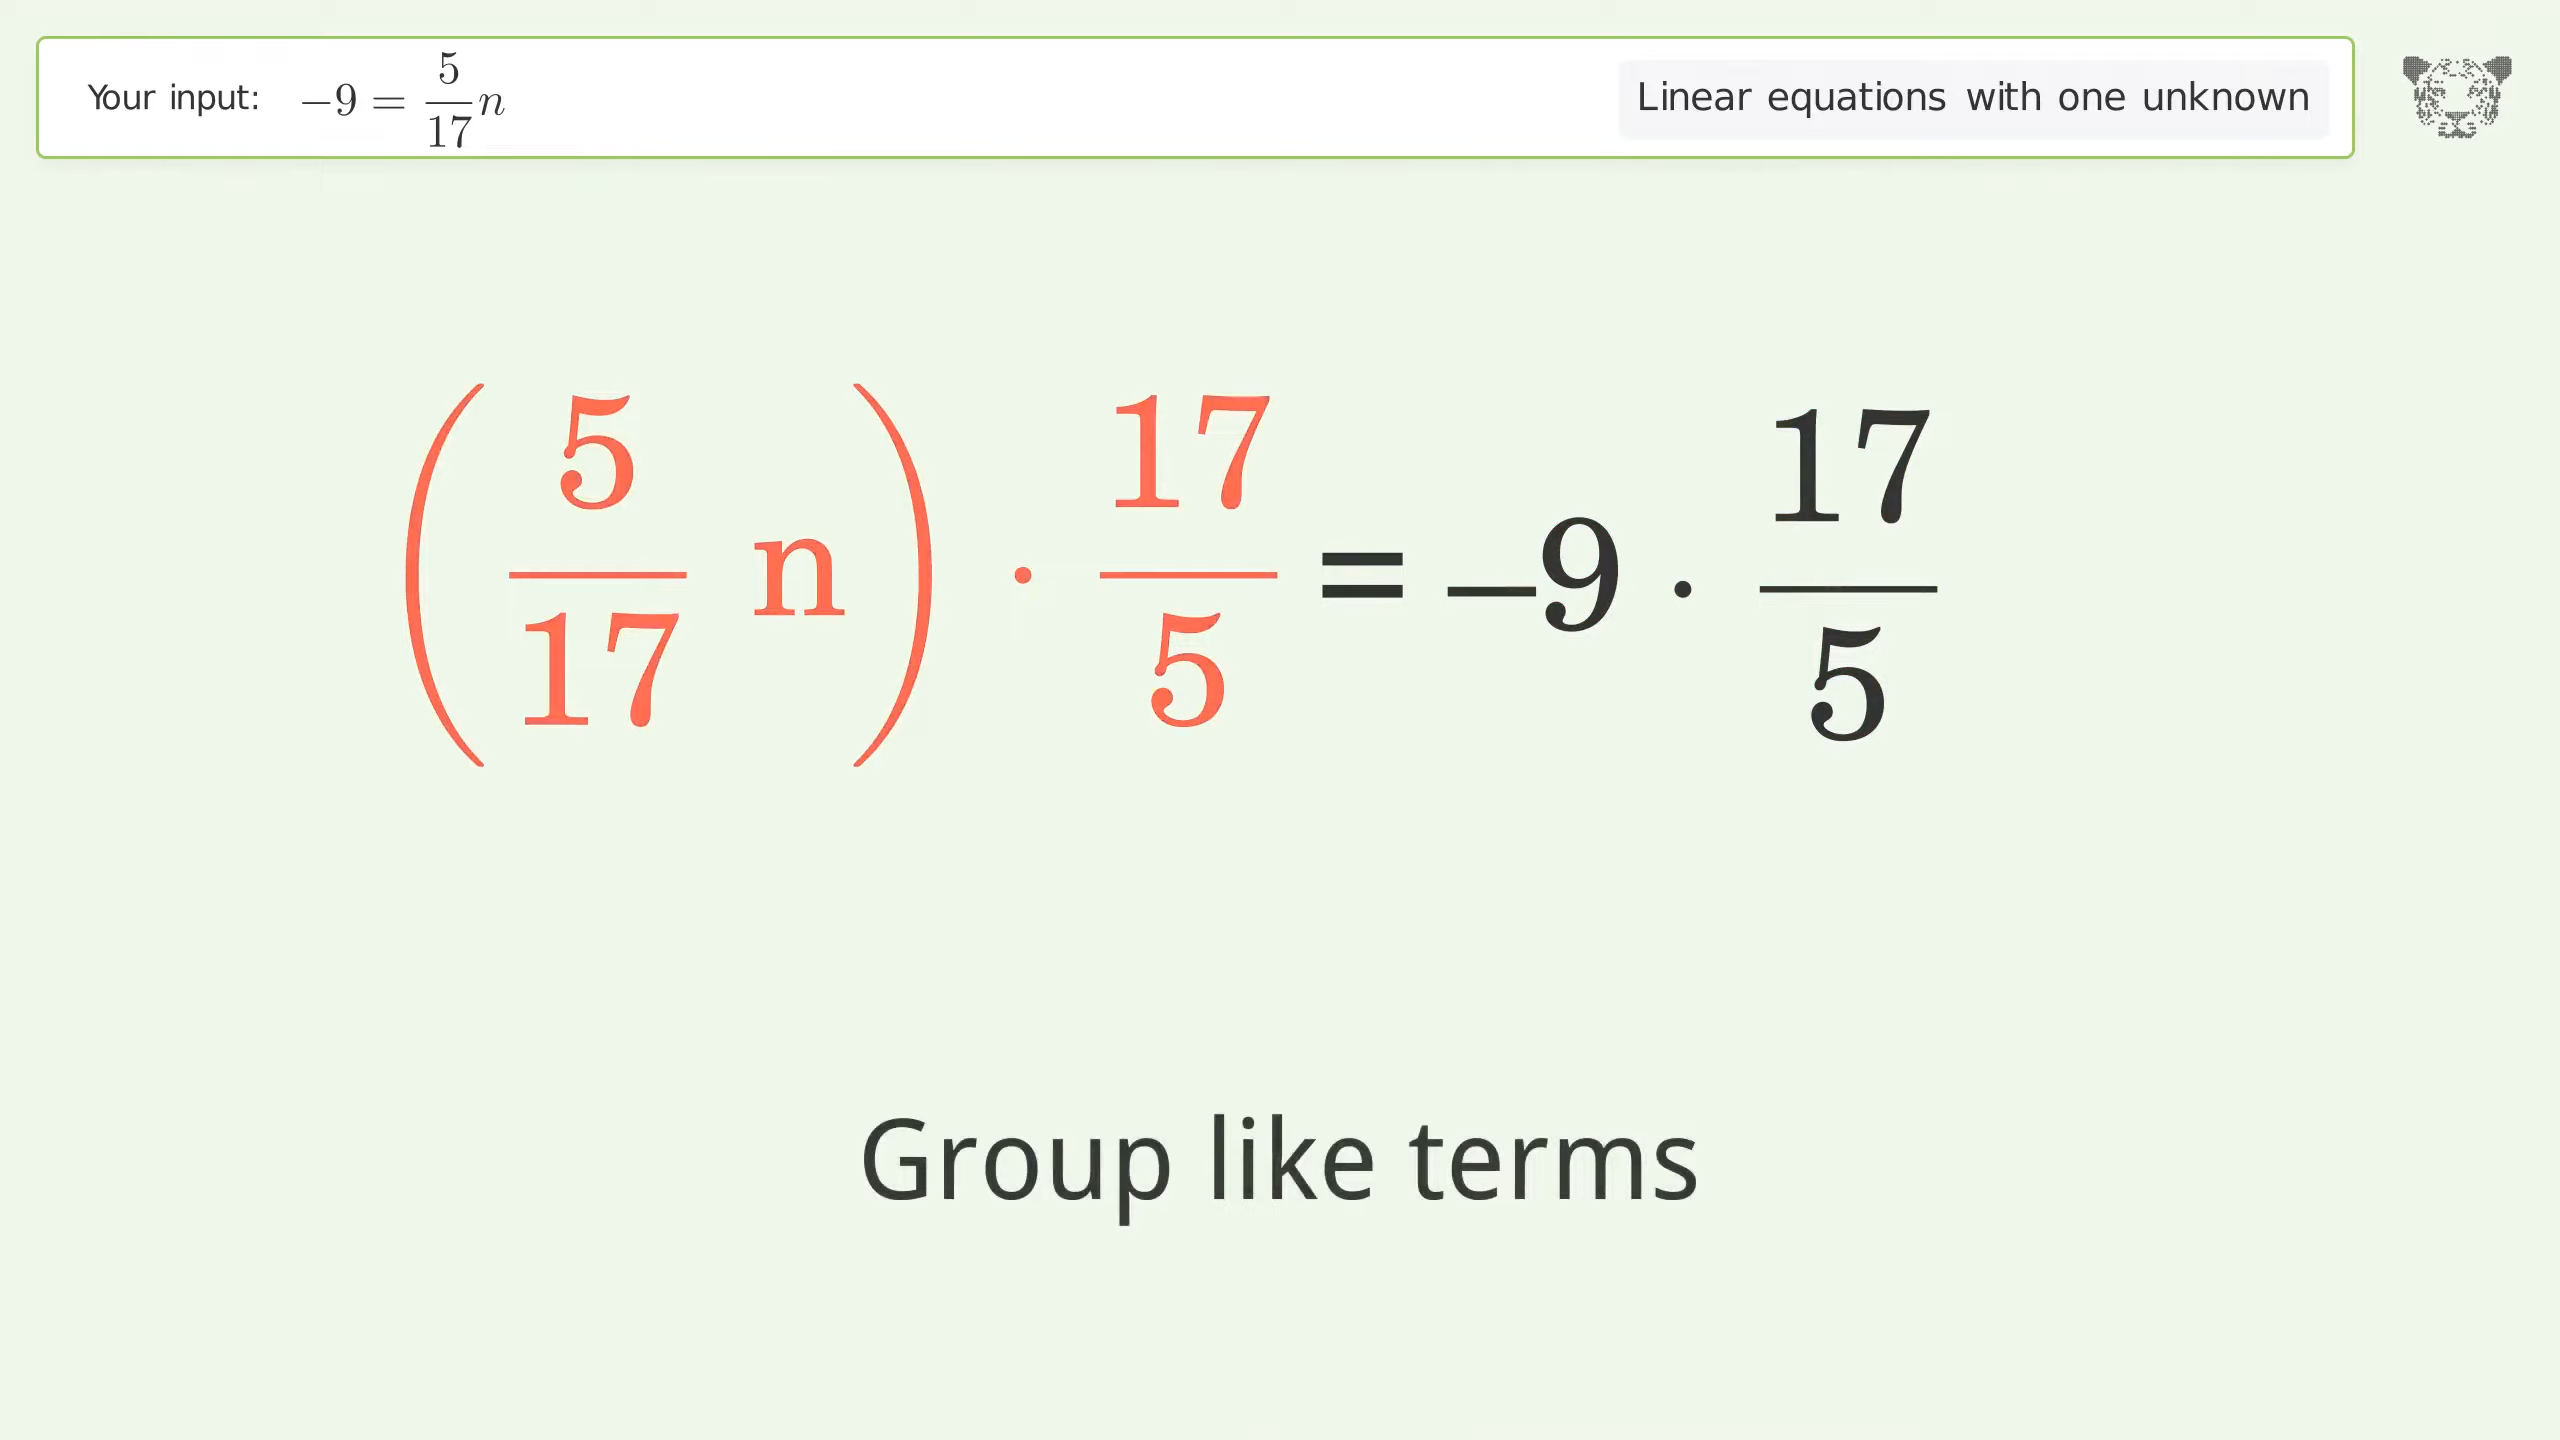 Your input: −9 = 5/17 n
Linear equations with one unknown
(5/17 n) · 17/5 = −9 · 17/5
Group like terms